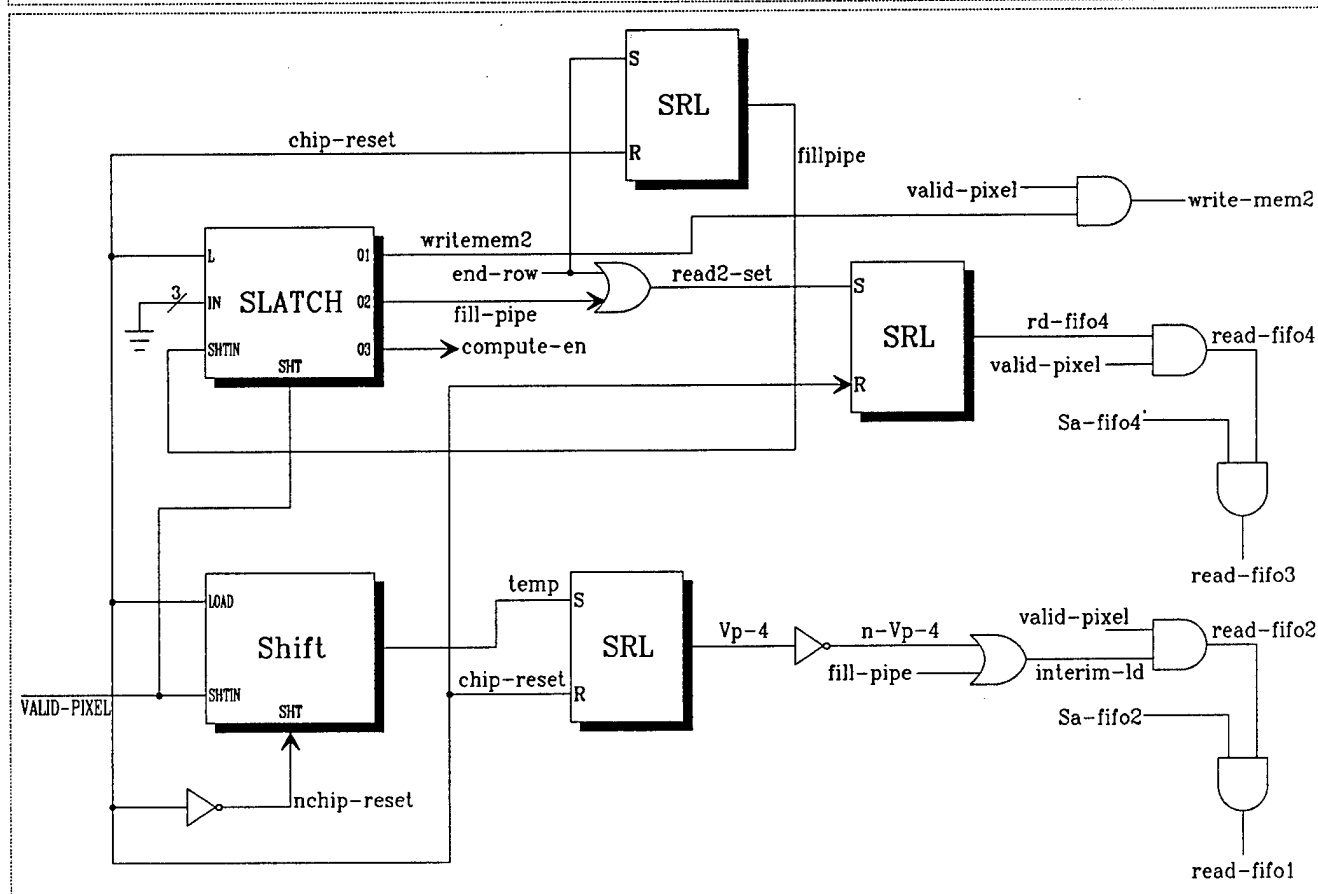 S
SRL
chip-reset
R
fillpipe
valid-pixel
write-mem2
writemem2
L
O1
end-row
read2-set
S
3
IN
SLATCH
O2
fill-pipe
SRL
rd-fifo4
read-fifo4
SHTIN
O3
compute-en
valid-pixel
SHT
R
Sa-fifo4
read-fifo3
temp
LOAD
S
valid-pixel
Shift
SRL
Vp-4
n-Vp-4
read-fifo2
fill-pipe
interim-ld
chip-reset
SHTIN
R
VALID-PIXEL
SHT
Sa-fifo2
nchip-reset
read-fifo1